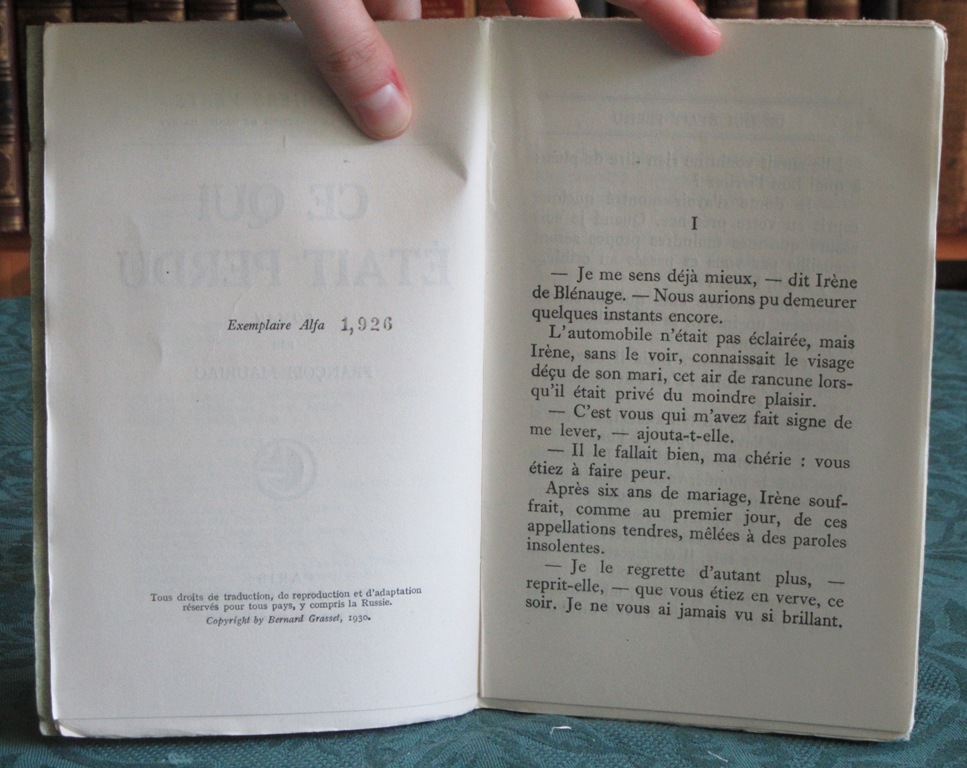 Exemplaire Alfa 1,926
Tous droits de traduction, de reproduction et d'adaptation
réservés pour tous pays, y compris la Russie.
Copyright by Bernard Grasset, 1930.
I
— Je me sens déjà mieux, — dit Irène
de Blénauge. — Nous aurions pu demeurer
quelques instants encore.
L'automobile n'était pas éclairée, mais
Irène, sans le voir, connaissait le visage
déçu de son mari, cet air de rancune lors-
qu'il était privé du moindre plaisir.
— C'est vous qui m'avez fait signe de
me lever, — ajouta-t-elle.
— Il le fallait bien, ma chérie : vous
étiez à faire peur.
Après six ans de mariage, Irène souf-
frait, comme au premier jour, de ces
appellations tendres, mêlées à des paroles
insolentes.
— Je le regrette d'autant plus, —
reprit-elle, — que vous étiez en verve, ce
soir. Je ne vous ai jamais vu si brillant.